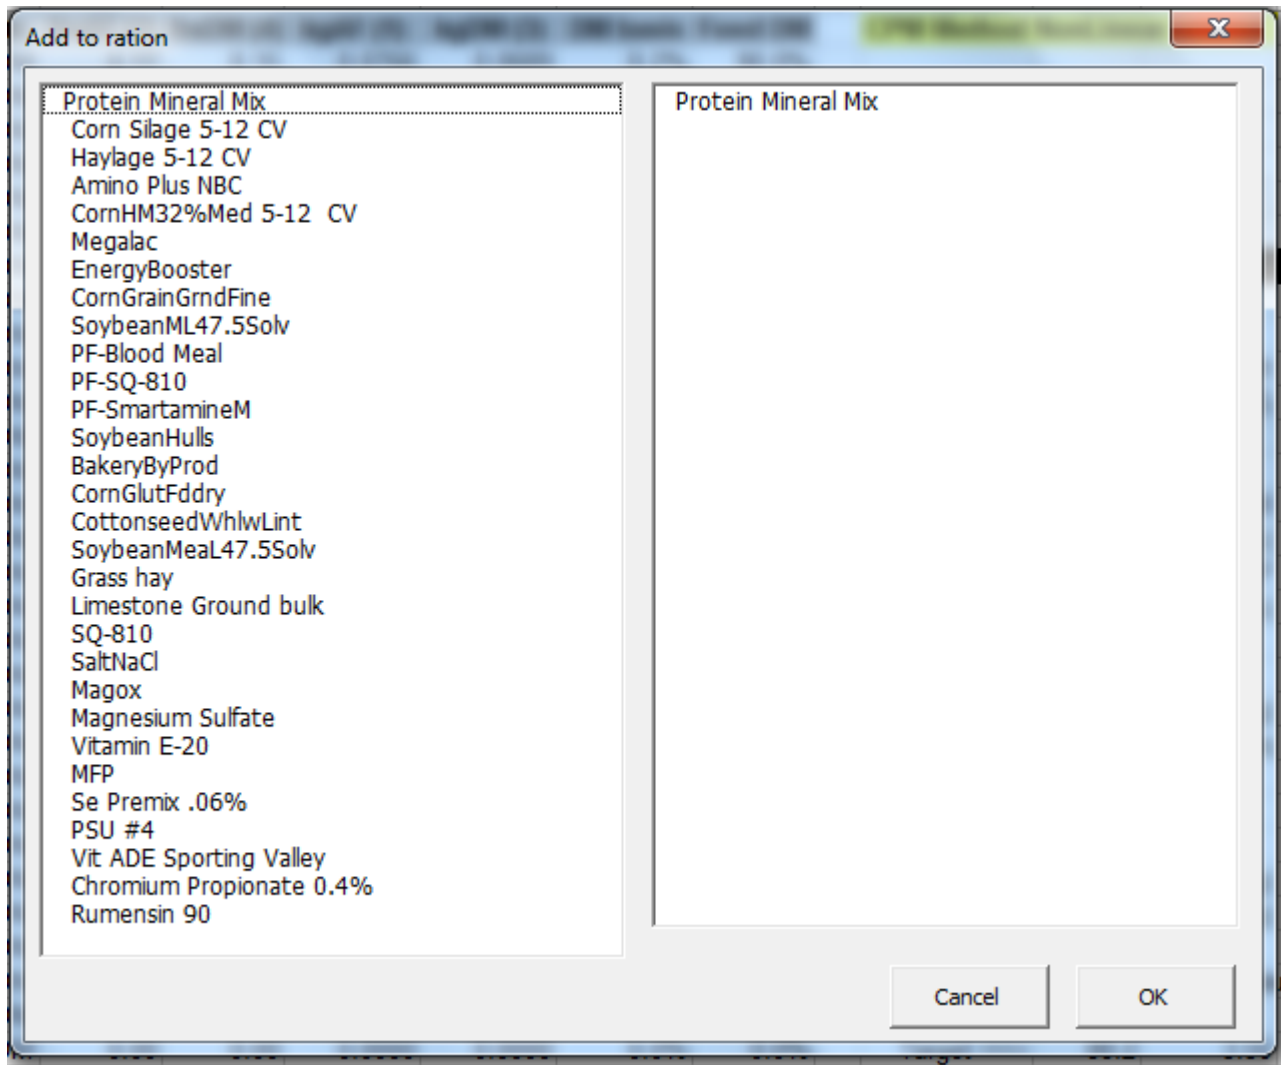 Add to ration
Protein Mineral Mix
Corn Silage 5-12 CV
Haylage 5-12 CV
Amino Plus NBC
CornHM32%Med 5-12  CV
Megalac
EnergyBooster
CornGrainGrndFine
SoybeanML47.5Solv
PF-Blood Meal
PF-SQ-810
PF-SmartamineM
SoybeanHulls
BakeryByProd
CornGlutFddry
CottonseedWhlwLint
SoybeanMeaL47.5Solv
Grass hay
Limestone Ground bulk
SQ-810
SaltNaCl
Magox
Magnesium Sulfate
Vitamin E-20
MFP
Se Premix .06%
PSU #4
Vit ADE Sporting Valley
Chromium Propionate 0.4%
Rumensin 90
Protein Mineral Mix
Cancel
OK